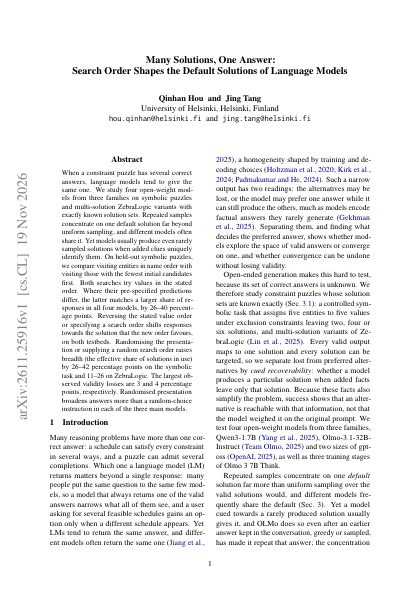 Many Solutions, One Answer:
Search Order Shapes the Default Solutions of Language Models
Qinhan Hou and Jing Tang
University of Helsinki, Helsinki, Finland
hou.qinhan@helsinki.fi and jing.tang@helsinki.fi
arXiv:2611.25916v1 [cs.CL] 19 Nov 2026
Abstract
When a constraint puzzle has several correct
answers, language models tend to give the
same one. We study four open-weight mod-
els from three families on symbolic puzzles
and multi-solution ZebraLogic variants with
exactly known solution sets. Repeated samples
concentrate on one default solution far beyond
uniform sampling, and different models often
share it. Yet models usually produce even rarely
sampled solutions when added clues uniquely
identify them. On held-out symbolic puzzles,
we compare visiting entities in name order with
visiting those with the fewest initial candidates
first. Both searches try values in the stated
order. Where their pre-specified predictions
differ, the latter matches a larger share of re-
sponses in all four models, by 26–40 percentage
points. Reversing the stated value order
or specifying a search order shifts responses
towards the solution that the new order favours,
on both testbeds. Randomising the presenta-
tion or supplying a random search order raises
breadth (the effective share of solutions in use)
by 26–42 percentage points on the symbolic
task and 11–26 on ZebraLogic. The largest ob-
served validity losses are 3 and 4 percentage
points, respectively. Randomised presentation
broadens answers more than a random-choice
instruction in each of the three main models.
1 Introduction
Many reasoning problems have more than one cor-
rect answer: a schedule can satisfy every constraint
in several ways, and a puzzle can admit several
completions. Which one a language model (LM)
returns matters beyond a single response: many
people put the same question to the same few mod-
els, so a model that always returns one of the valid
answers narrows what all of them see, and a user
asking for several feasible schedules gains an op-
tion only when a different schedule appears. Yet
LMs tend to return the same answer, and differ-
ent models often return the same one (Jiang et al.,
2025), a homogeneity shaped by training and de-
coding choices (Holtzman et al., 2020; Kirk et al.,
2024; Padmakumar and He, 2024). Such a narrow
output has two readings: the alternatives may be
lost, or the model may prefer one answer while it
can still produce the others, much as models encode
factual answers they rarely generate (Gekhman
et al., 2025). Separating them, and finding what
decides the preferred answer, shows whether mod-
els explore the space of valid answers or converge
on one, and whether convergence can be undone
without losing validity.
Open-ended generation makes this hard to test,
because its set of correct answers is unknown. We
therefore study constraint puzzles whose solution
sets are known exactly (Sec. 3.1): a controlled sym-
bolic task that assigns five entities to five values
under exclusion constraints leaving two, four or
six solutions, and multi-solution variants of Ze-
braLogic (Lin et al., 2025). Every valid output
maps to one solution and every solution can be
targeted, so we separate lost from preferred alter-
natives by cued recoverability: whether a model
produces a particular solution when added facts
leave only that solution. Because these facts also
simplify the problem, success shows that an alter-
native is reachable with that information, not that
the model weighed it on the original prompt. We
test four open-weight models from three families,
Qwen3-1.7B (Yang et al., 2025), Olmo-3.1-32B-
Instruct (Team Olmo, 2025) and two sizes of gpt-
oss (OpenAI, 2025), as well as three training stages
of Olmo 3 7B Think.
Repeated samples concentrate on one default
solution far more than uniform sampling over the
valid solutions would, and different models fre-
quently share the default (Sec. 3). Yet a model
cued towards a rarely produced solution usually
gives it, and OLMo does so even after an earlier
answer kept in the conversation, greedy or sampled,
has made it repeat that answer; the concentration
1